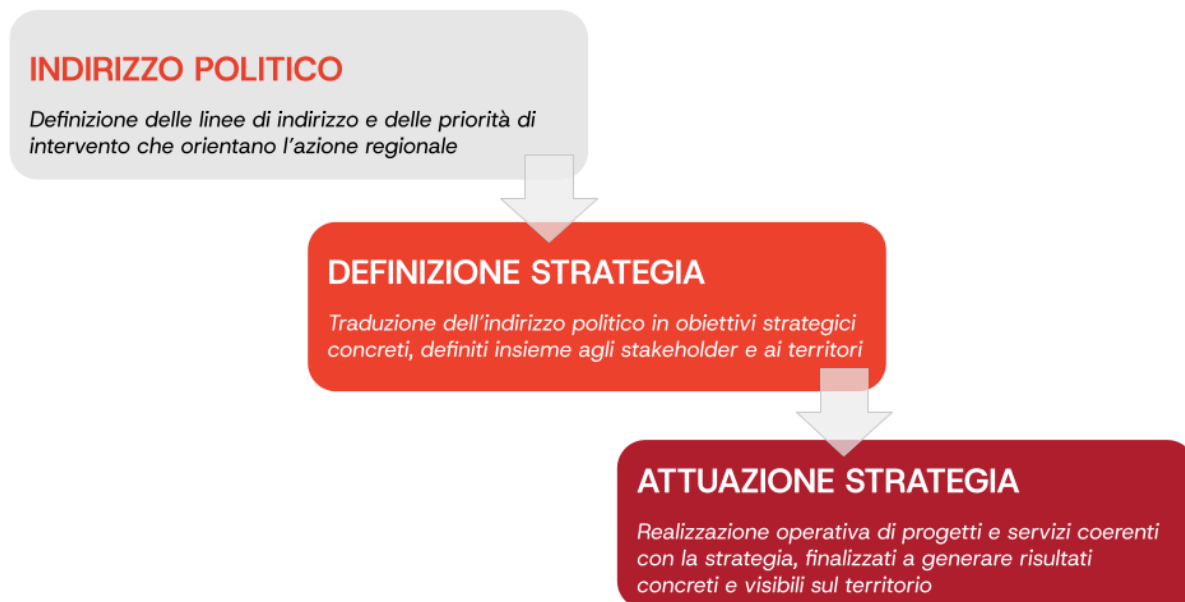 INDIRIZZO POLITICO
Definizione delle linee di indirizzo e delle priorità di
intervento che orientano l'azione regionale
DEFINIZIONE STRATEGIA
Traduzione dell'indirizzo politico in obiettivi strategici
concreti, definiti insieme agli stakeholder e ai territori
ATTUAZIONE STRATEGIA
Realizzazione operativa di progetti e servizi coerenti
con la strategia, finalizzati a generare risultati
concreti e visibili sul territorio